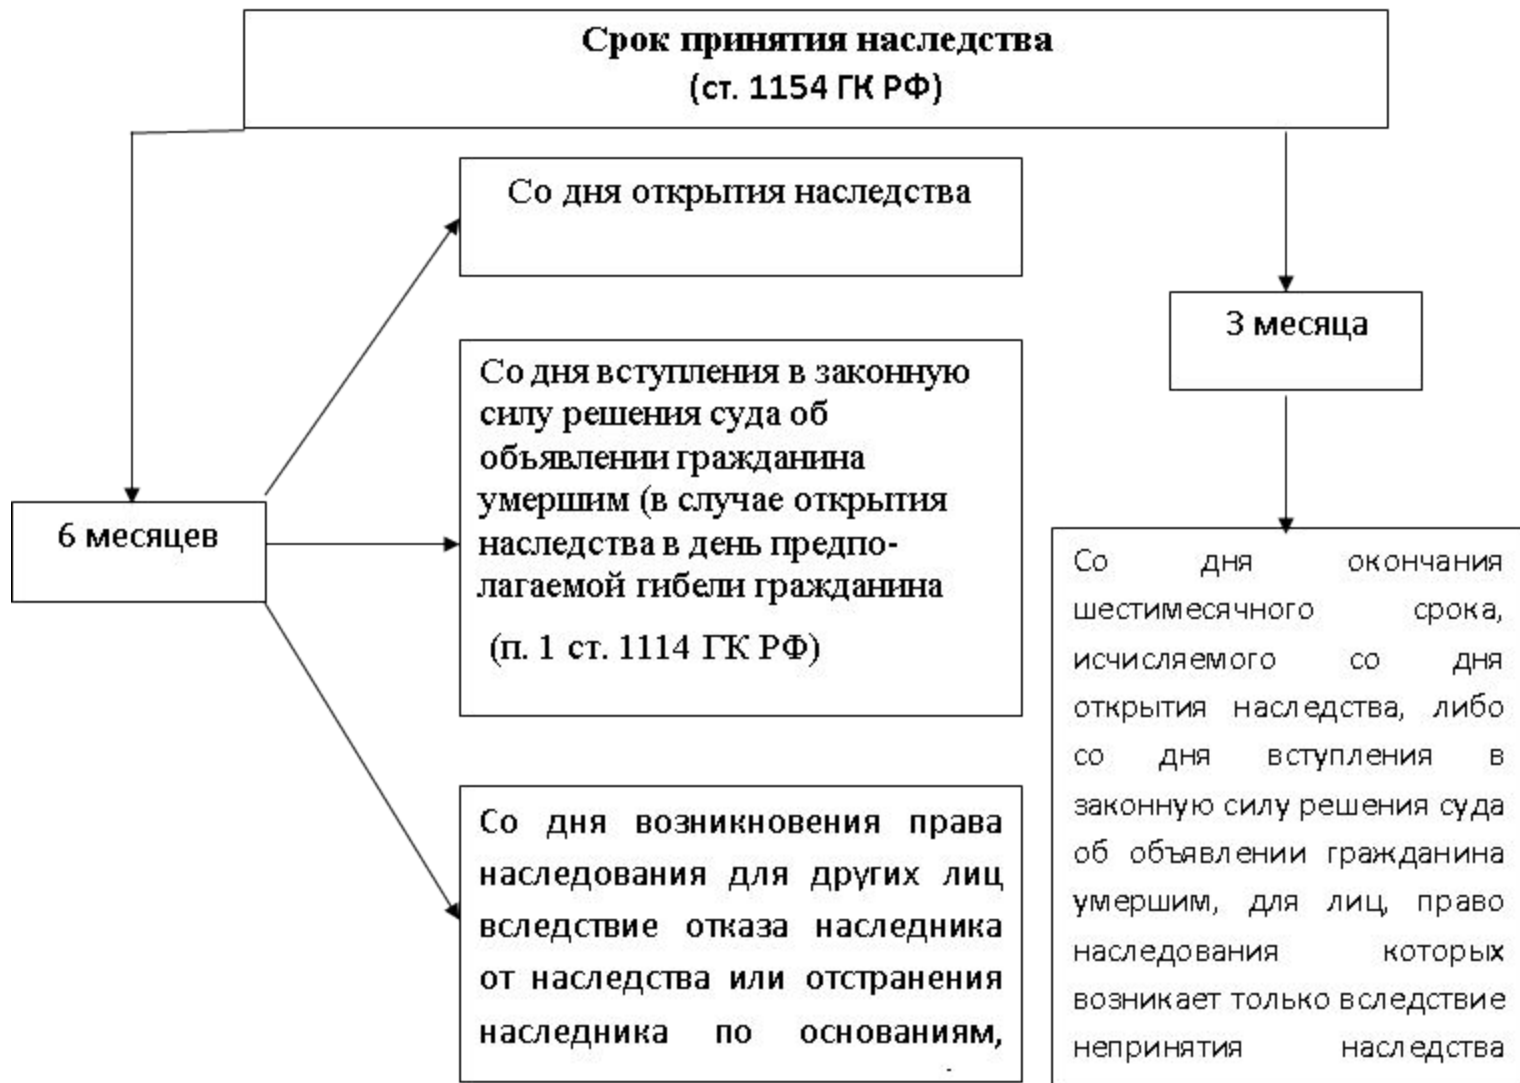 Срок принятия наследства
(ст. 1154 ГК РФ)
Со дня открытия наследства
3 месяца
Со дня вступления в законную
силу решения суда об
объявлении гражданина
умершим (в случае открытия
наследства в день предпо-
лагаемой гибели гражданина
(п. 1 ст. 1114 ГК РФ)
6 месяцев
Со дня возникновения права
наследования для других лиц
вследствие отказа наследника
от наследства или отстранения
наследника по основаниям,
Со дня окончания
шестимесячного срока,
исчисляемого со дня
открытия наследства, либо
со дня вступления в
законную силу решения суда
об объявлении гражданина
умершим, для лиц, право
наследования которых
возникает только вследствие
непринятия наследства